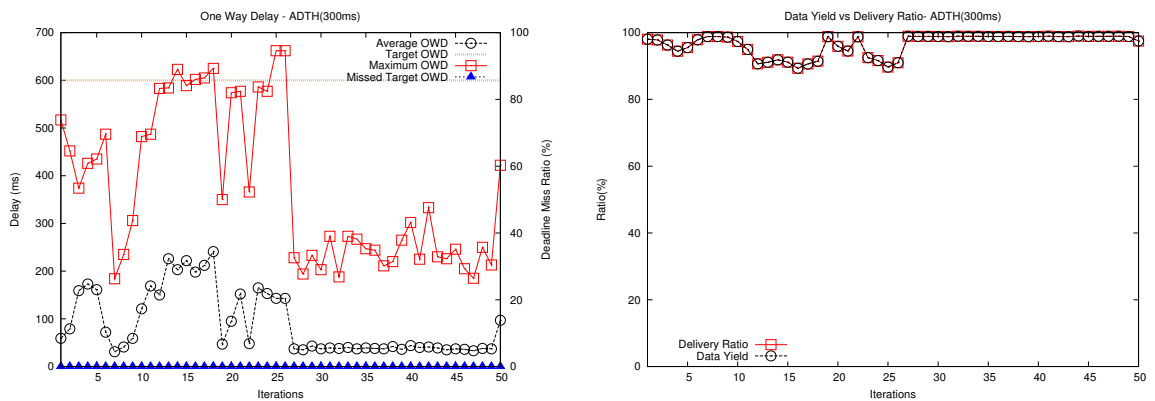 One Way Delay - ADTH(300ms)
700
600
500
400
300
200
100
0
Delay (ms)
Average OWD
Target OWD
Maximum OWD
Missed Target OWD
100
80
60
40
20
0
Deadline Miss Ratio (%)
5 10 15 20 25 30 35 40 45 50
Iterations
Data Yield vs Delivery Ratio- ADTH(300ms)
100
80
60
40
20
0
Ratio(%)
Delivery Ratio
Data Yield
5 10 15 20 25 30 35 40 45 50
Iterations